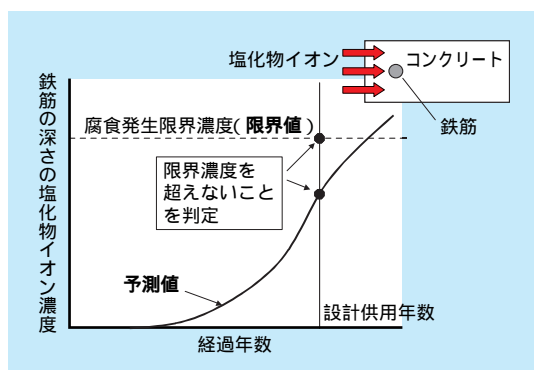 塩化物イオン
コンクリート
鉄筋
鉄筋の深さの塩化物イオン濃度
腐食発生限界濃度(限界値)
限界濃度を
超えないこと
を判定
予測値
設計供用年数
経過年数